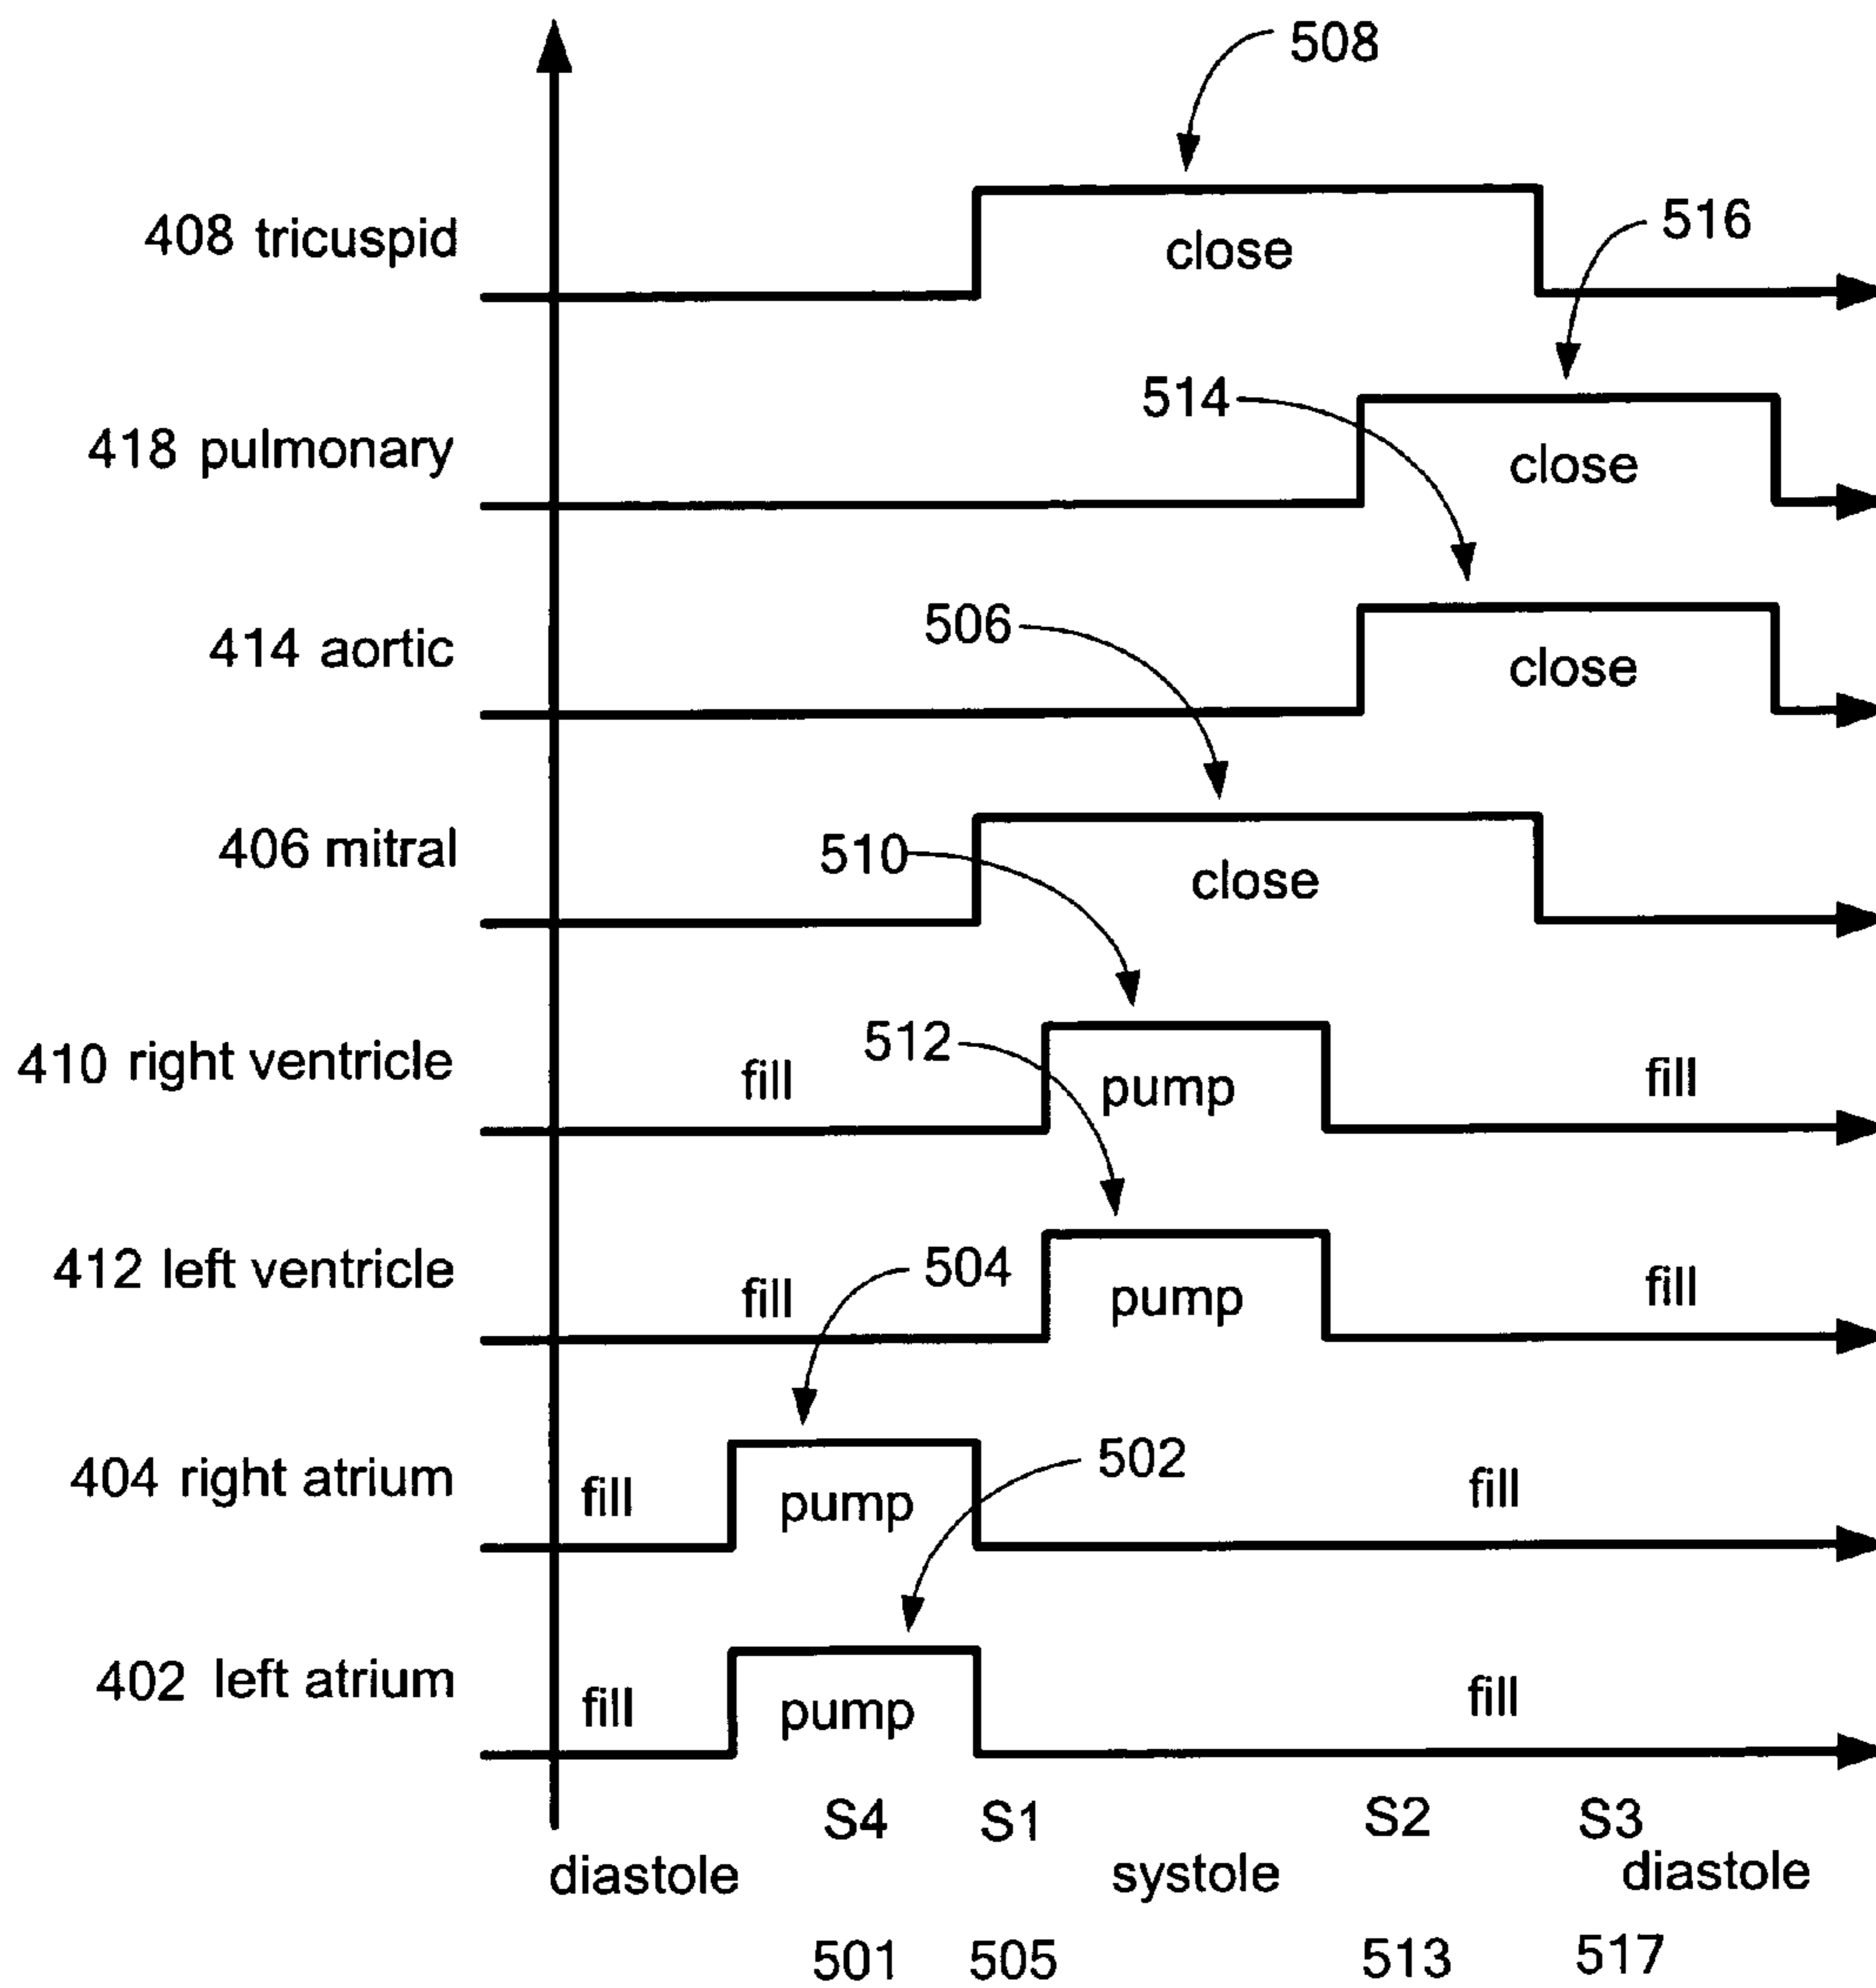 508
408 tricuspid
close
516
418 pulmonary
514
close
414 aortic
506
close
406 mitral
510
close
410 right ventricle
fill
512
pump
fill
412 left ventricle
fill
504
pump
fill
404 right atrium
fill
pump
502
fill
402 left atrium
fill
pump
fill
S4 S1 S2 S3
diastole systole diastole
501 505 513 517